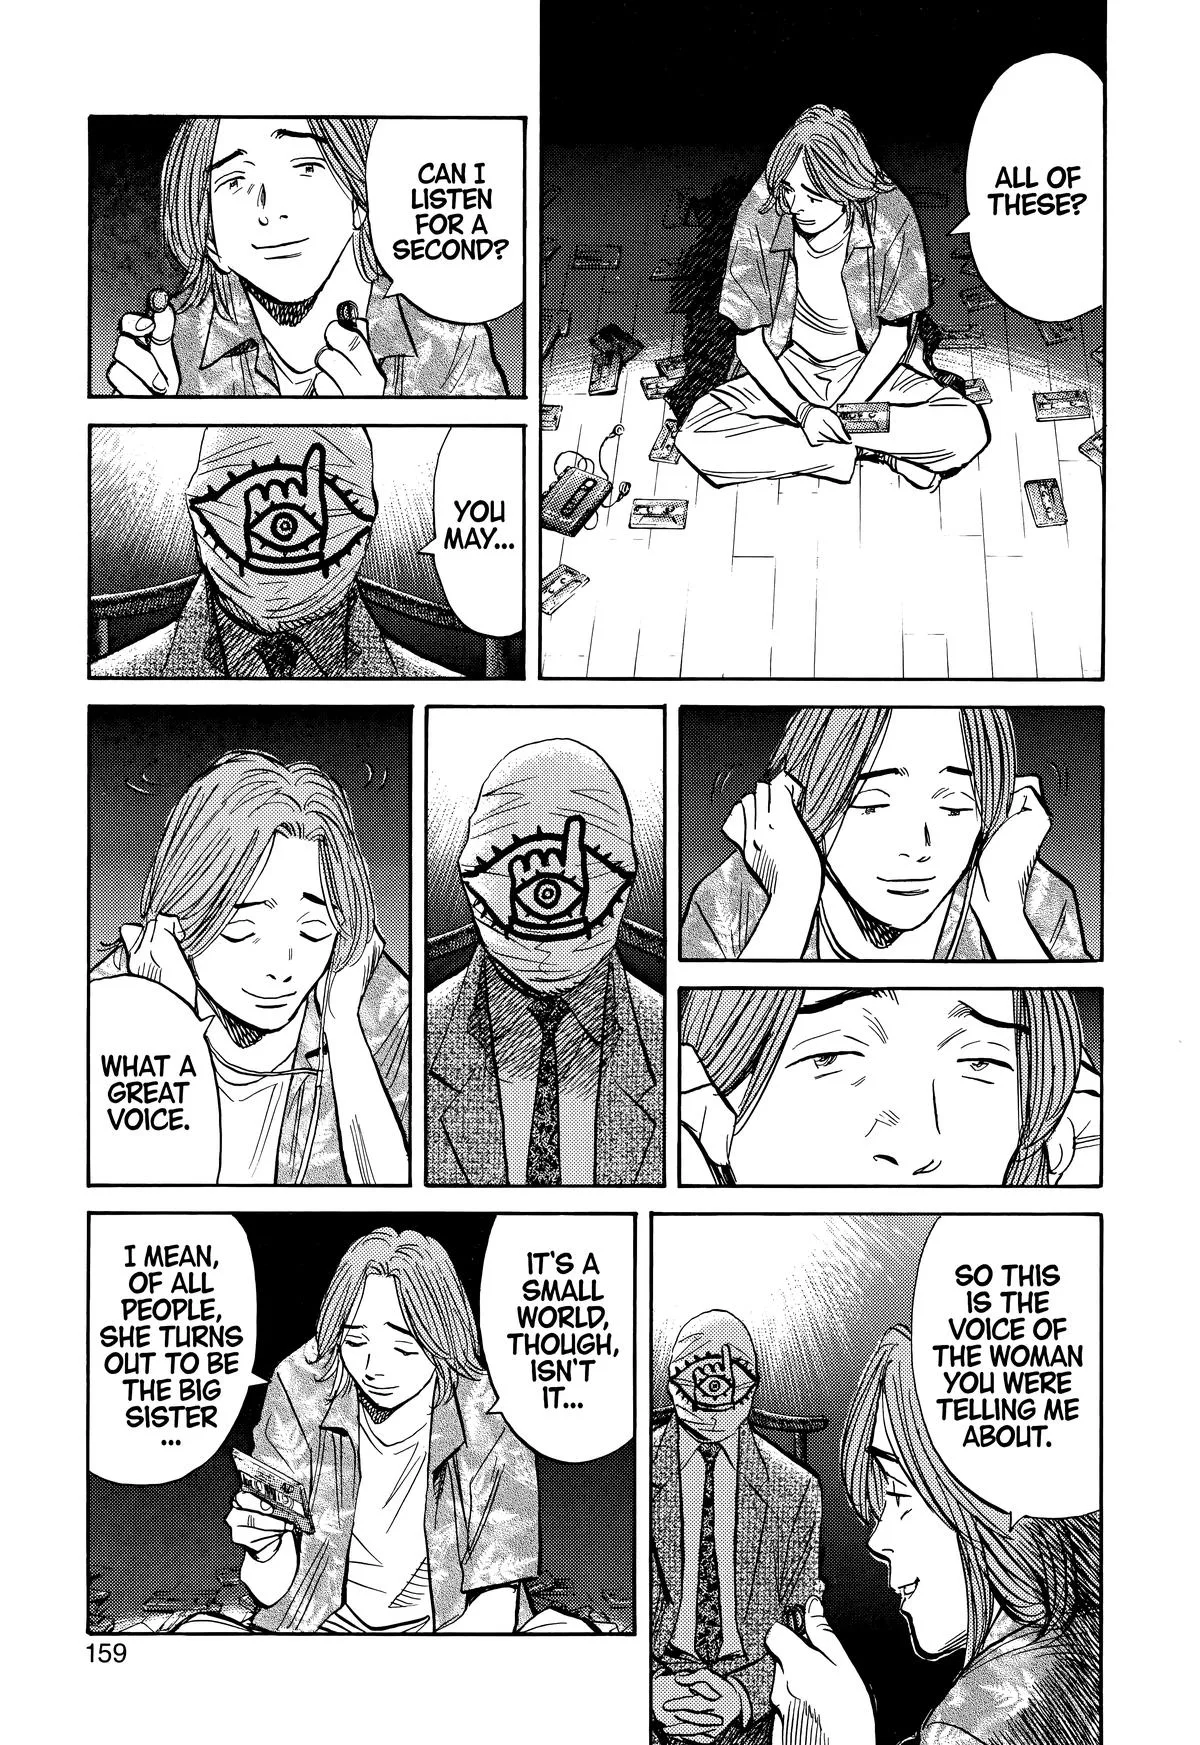 ALL OF
THESE?
CAN I
LISTEN
FOR A
SECOND?
YOU
MAY...
WHAT A
GREAT
VOICE.
SO THIS
IS THE
VOICE OF
THE WOMAN
YOU WERE
TELLING ME
ABOUT.
IT'S A
SMALL
WORLD,
THOUGH,
ISN'T
IT...
I MEAN,
OF ALL
PEOPLE,
SHE TURNS
OUT TO BE
THE BIG
SISTER
...
159